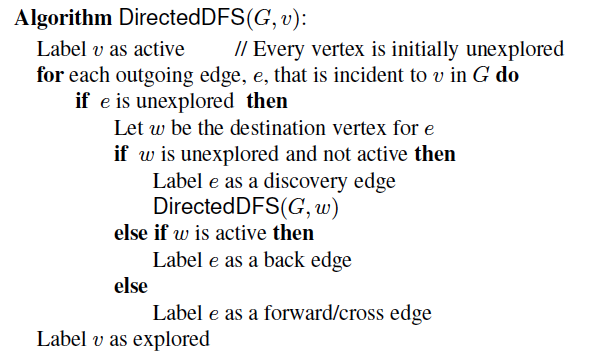 Algorithm DirectedDFS(G, v):
Label v as active // Every vertex is initially unexplored
for each outgoing edge, e, that is incident to v in G do
if e is unexplored then
Let w be the destination vertex for e
if w is unexplored and not active then
Label e as a discovery edge
DirectedDFS(G, w)
else if w is active then
Label e as a back edge
else
Label e as a forward/cross edge
Label v as explored